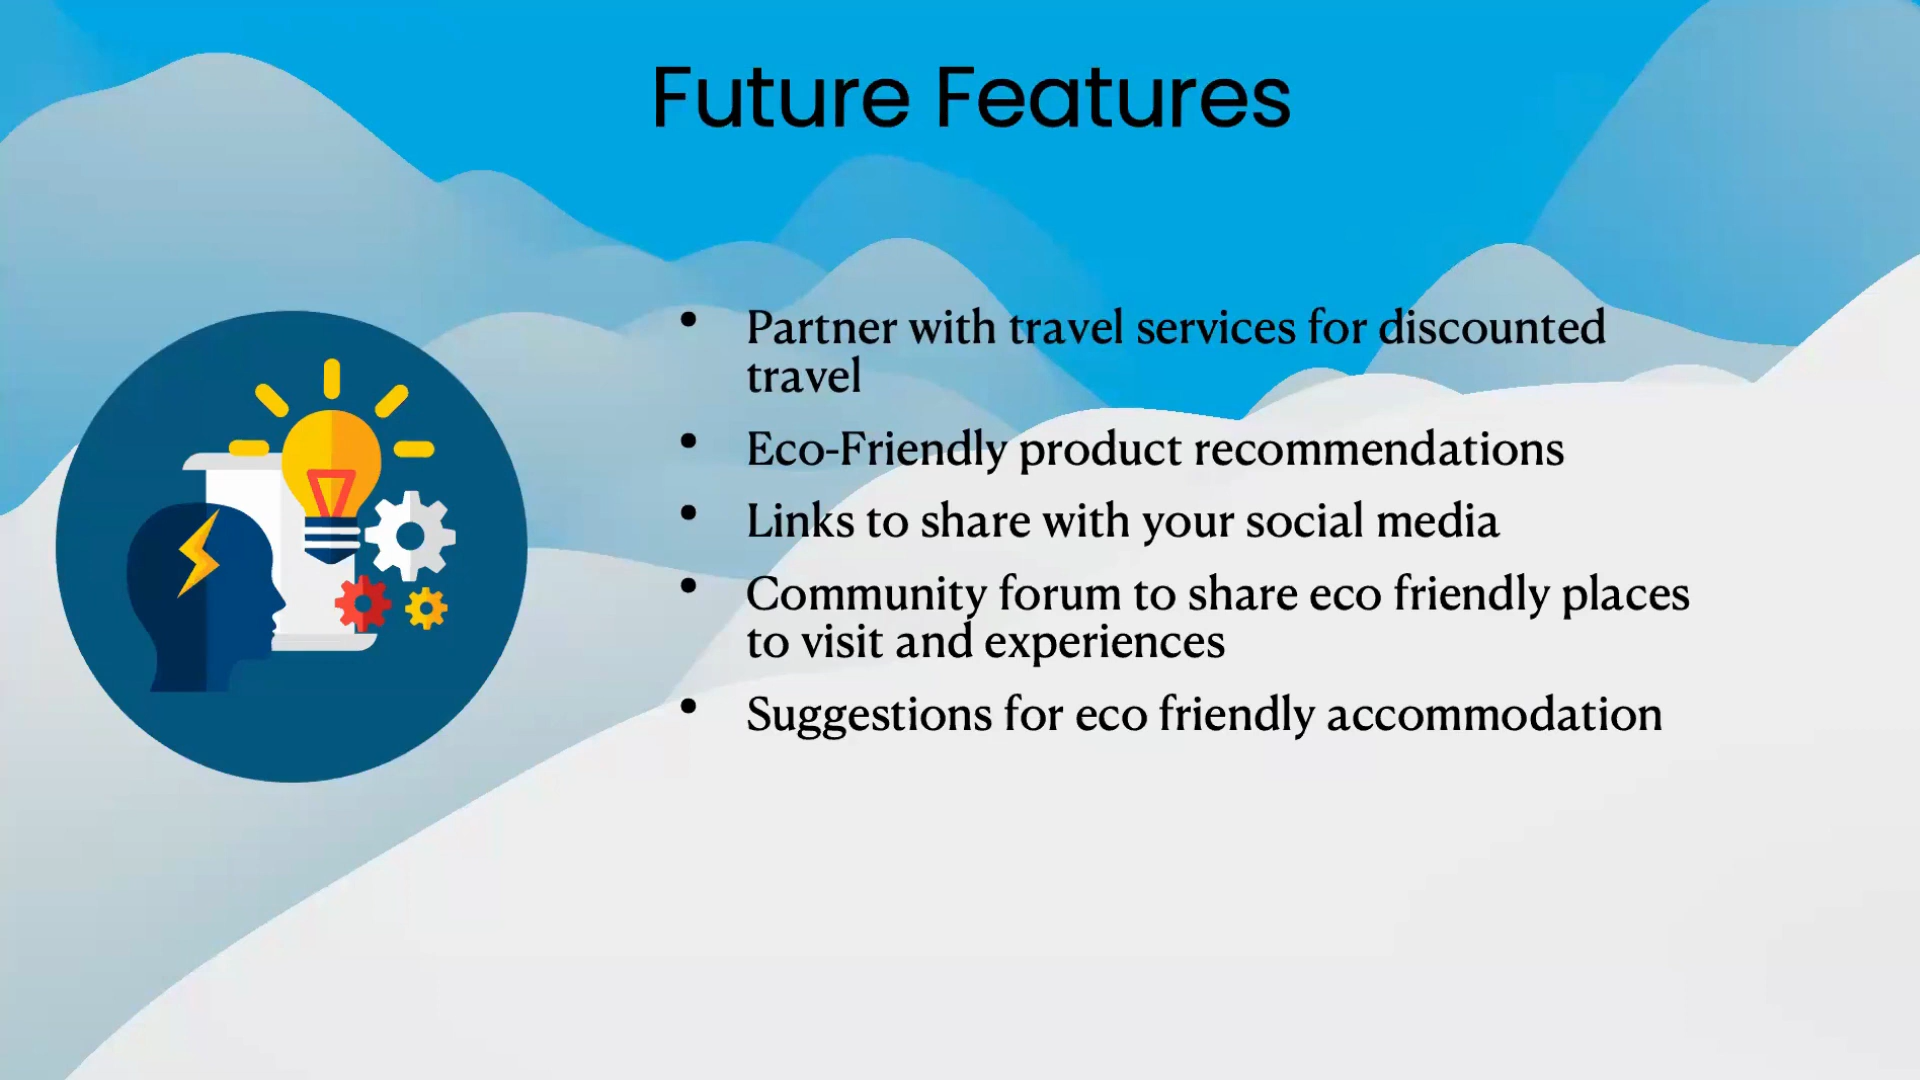 Future Features
• Partner with travel services for discounted
travel
• Eco-Friendly product recommendations
• Links to share with your social media
• Community forum to share eco friendly places
to visit and experiences
• Suggestions for eco friendly accommodation